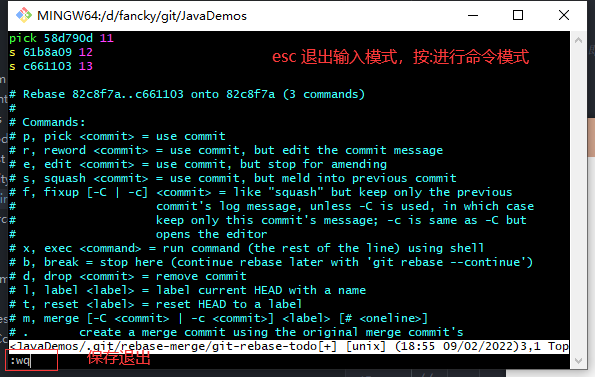 MINGW64:/d/fancky/git/JavaDemos
pick 58d790d 11
s 61b8a09 12
s c661103 13
esc 退出输入模式，按:进行命令模式
# Rebase 82c8f7a..c661103 onto 82c8f7a (3 commands)
#
# Commands:
# p, pick <commit> = use commit
# r, reword <commit> = use commit, but edit the commit message
# e, edit <commit> = use commit, but stop for amending
# s, squash <commit> = use commit, but meld into previous commit
# f, fixup [-C | -c] <commit> = like "squash" but keep only the previous
#                    commit's log message, unless -C is used, in which case
#                    keep only this commit's message; -c is same as -C but
#                    opens the editor
# x, exec <command> = run command (the rest of the line) using shell
# b, break = stop here (continue rebase later with 'git rebase --continue')
# d, drop <commit> = remove commit
# l, label <label> = label current HEAD with a name
# t, reset <label> = reset HEAD to a label
# m, merge [-C <commit> | -c <commit>] <label> [# <oneline>]
# .       create a merge commit using the original merge commit's
<JavaDemos/.git/rebase-merge/git-rebase-todo[+] [unix] (18:55 09/02/2022)3,1 Top
:wq
保存退出